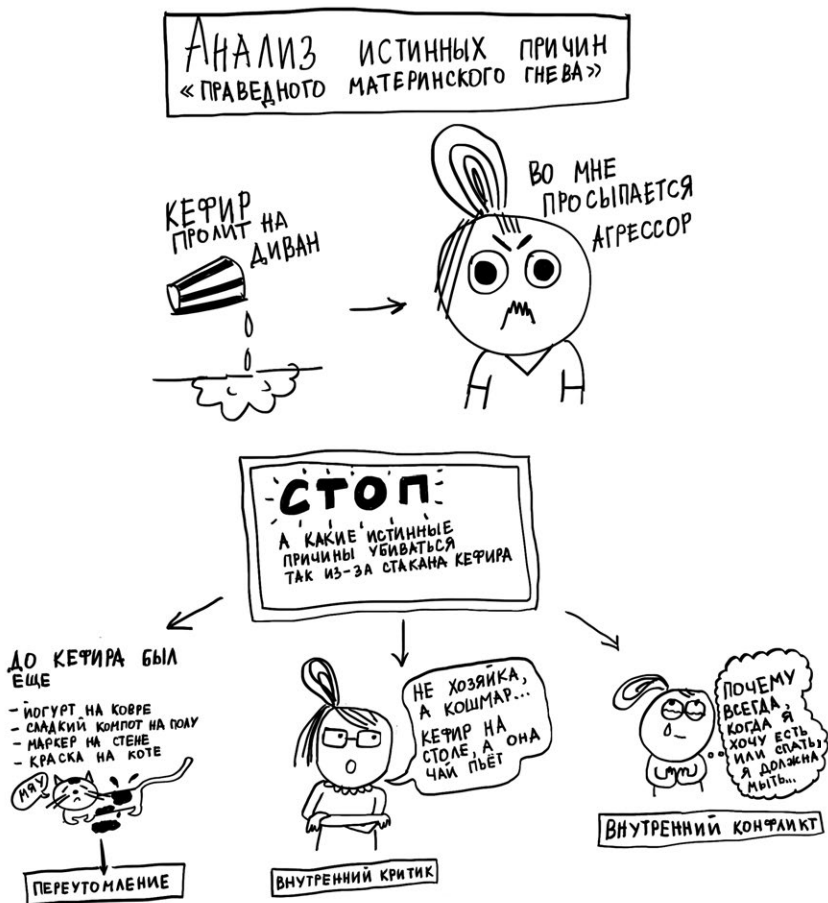 АНАЛИЗ ИСТИННЫХ ПРИЧИН
«ПРАВЕДНОГО МАТЕРИНСКОГО ГНЕВА»
КЕФИР
ПРОЛИТ НА
ДИВАН
ВО МНЕ
ПРОСЫПАЕТСЯ
АГРЕССОР
СТОП
А КАКИЕ ИСТИННЫЕ
ПРИЧИНЫ УБИВАТЬСЯ
ТАК ИЗ-ЗА СТАКАНА КЕФИРА
ДО КЕФИРА БЫЛ
ЕЩЕ
- ЙОГУРТ НА КОВРЕ
- СЛАДКИЙ КОМПОТ НА ПОЛУ
- МАРКЕР НА СТЕНЕ
- КРАСКА НА КОТЕ
МЯУ
ПЕРЕУТОМЛЕНИЕ
НЕ ХОЗЯЙКА,
А КОШМАР...
КЕФИР НА
СТОЛЕ, А ОНА
ЧАЙ ПЬЁТ
ВНУТРЕННИЙ КРИТИК
ПОЧЕМУ
ВСЕГДА,
КОГДА Я
ХОЧУ ЕСТЬ
ИЛИ СПАТЬ,
Я ДОЛЖНА
МЫТЬ...
ВНУТРЕННИЙ КОНФЛИКТ